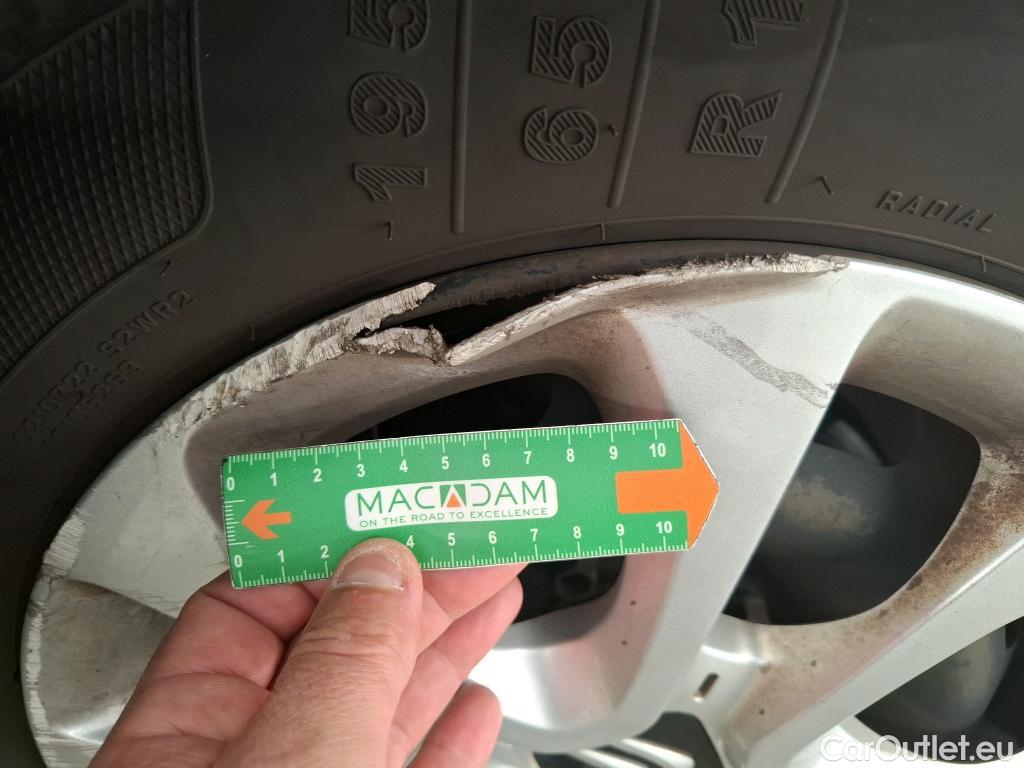 195
65
R1
RADIAL
0 1 2 3 4 5 6 7 8 9 10
MACADAM
ON THE ROAD TO EXCELLENCE
0 1 2 4 5 6 7 8 9 10
CarOutlet.eu